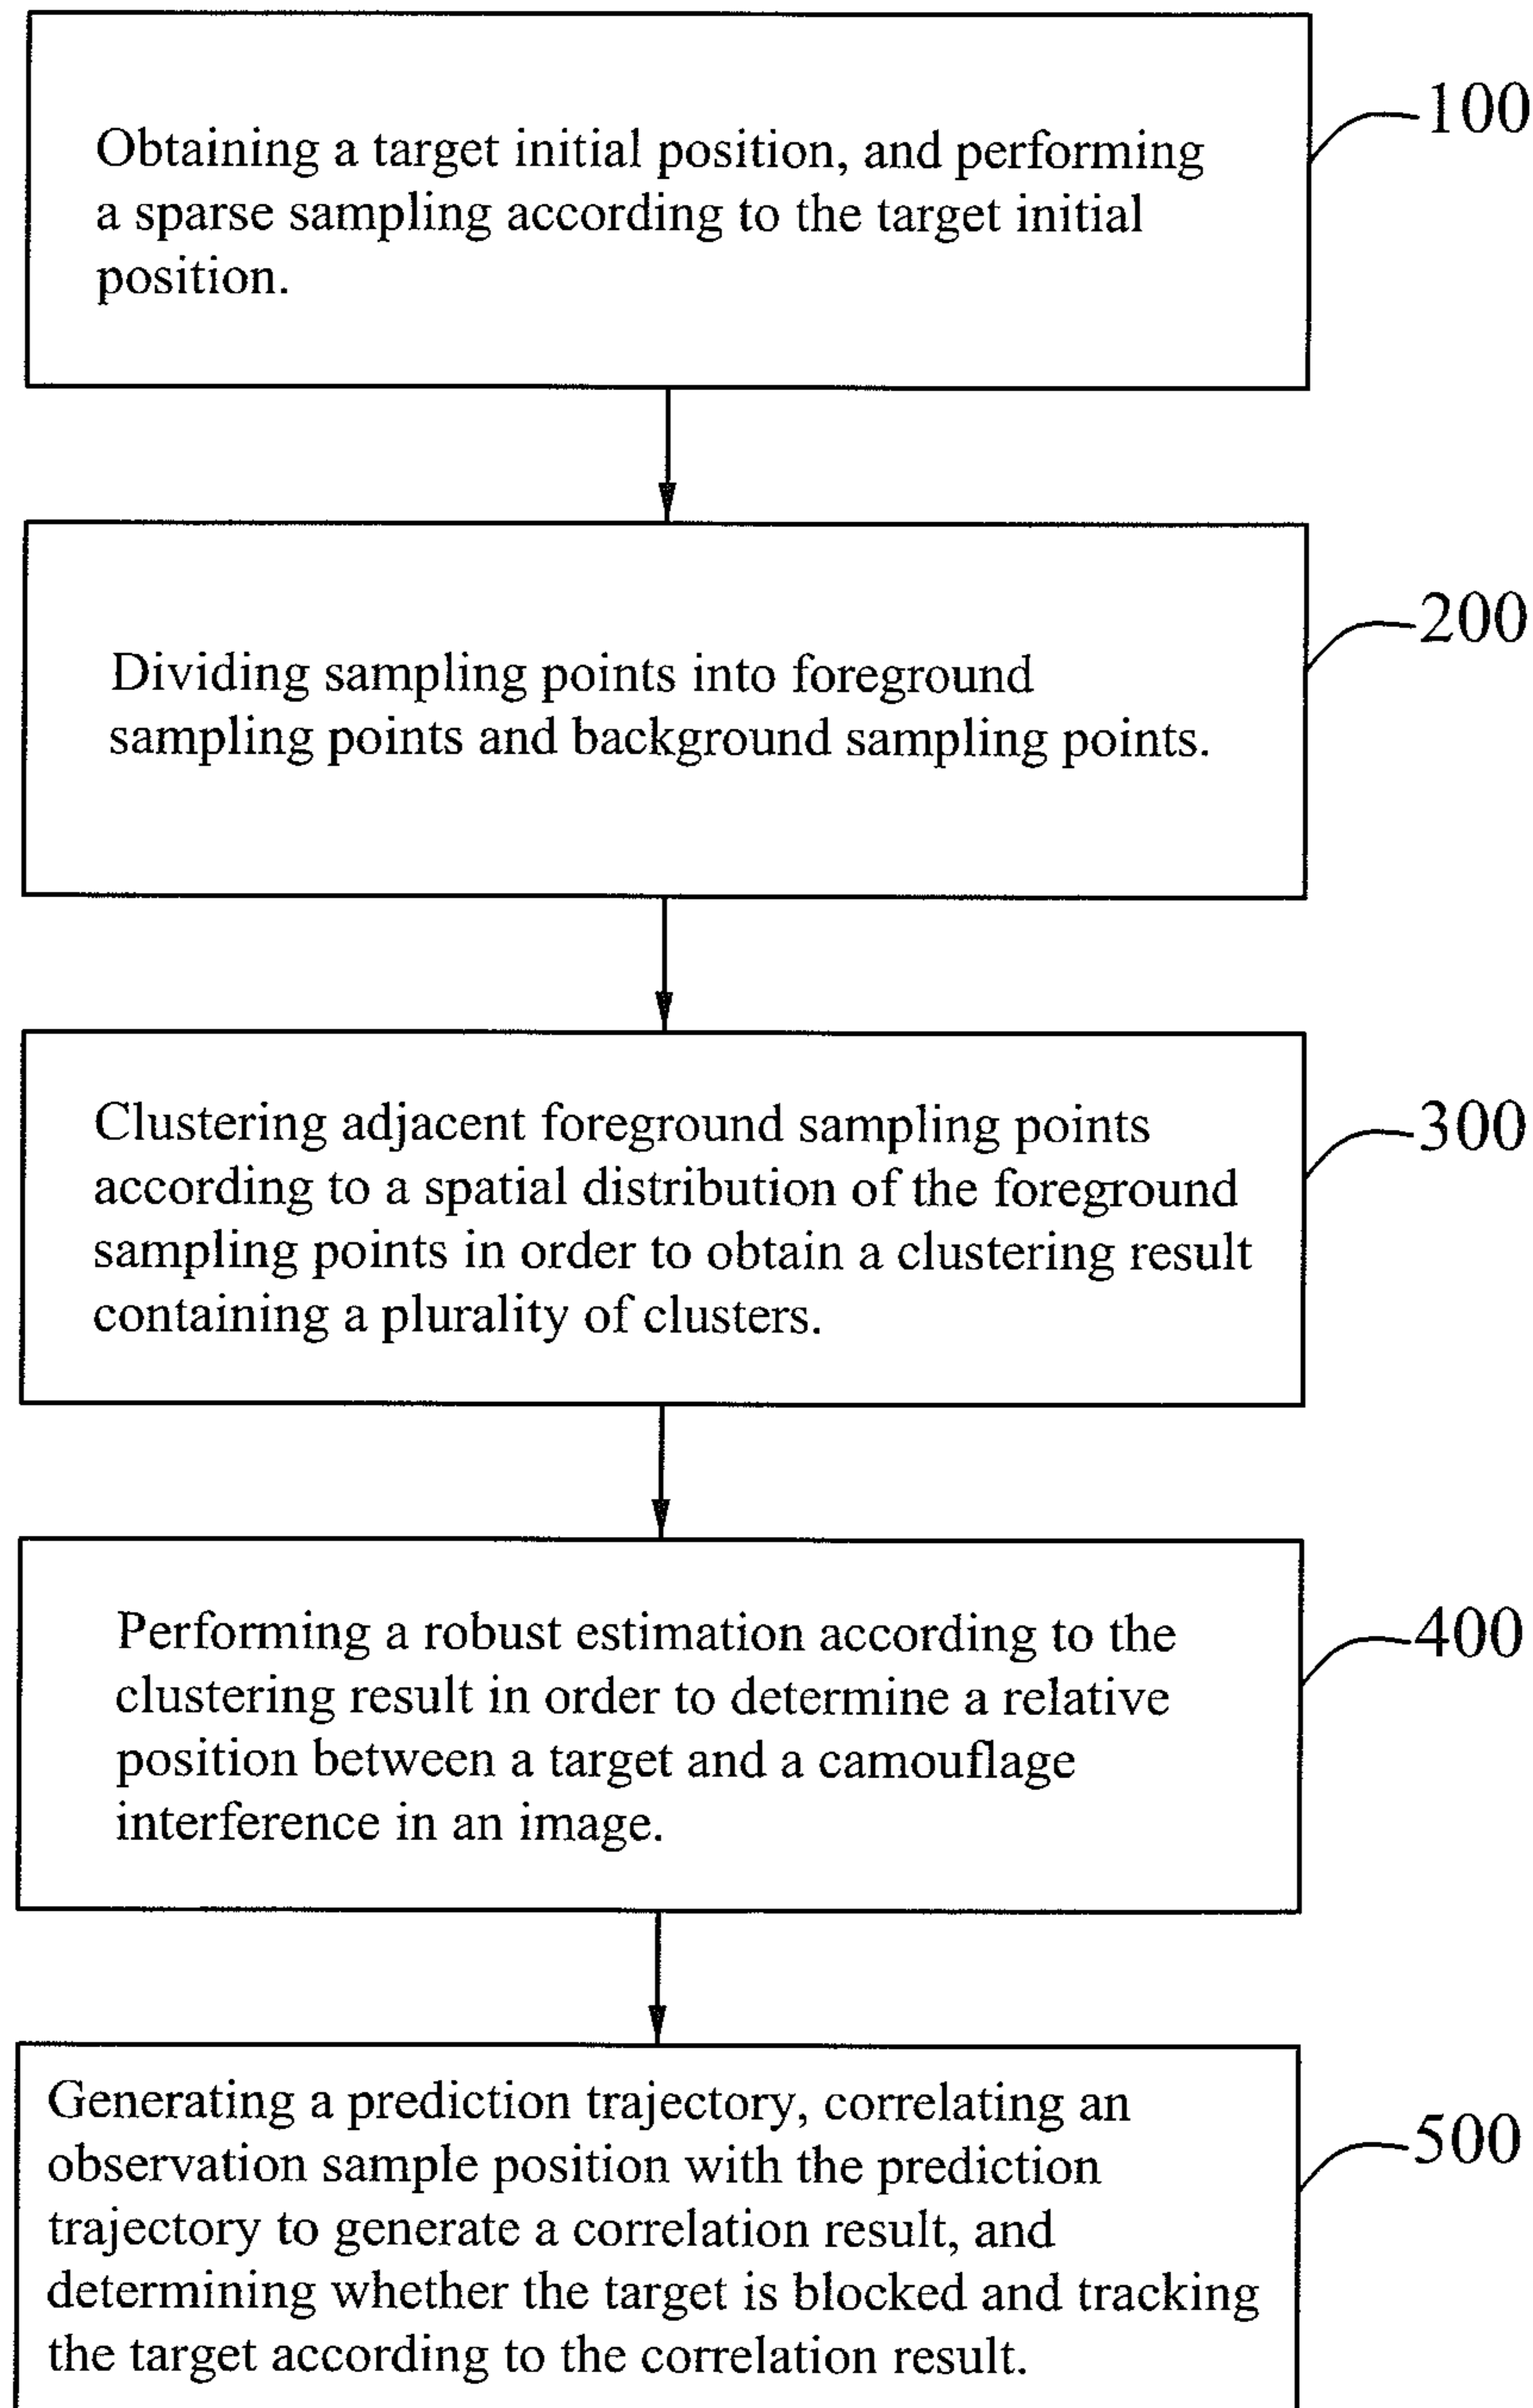 Obtaining a target initial position, and performing
a sparse sampling according to the target initial
position.
100
Dividing sampling points into foreground
sampling points and background sampling points.
200
Clustering adjacent foreground sampling points
according to a spatial distribution of the foreground
sampling points in order to obtain a clustering result
containing a plurality of clusters.
300
Performing a robust estimation according to the
clustering result in order to determine a relative
position between a target and a camouflage
interference in an image.
400
Generating a prediction trajectory, correlating an
observation sample position with the prediction
trajectory to generate a correlation result, and
determining whether the target is blocked and tracking
the target according to the correlation result.
500